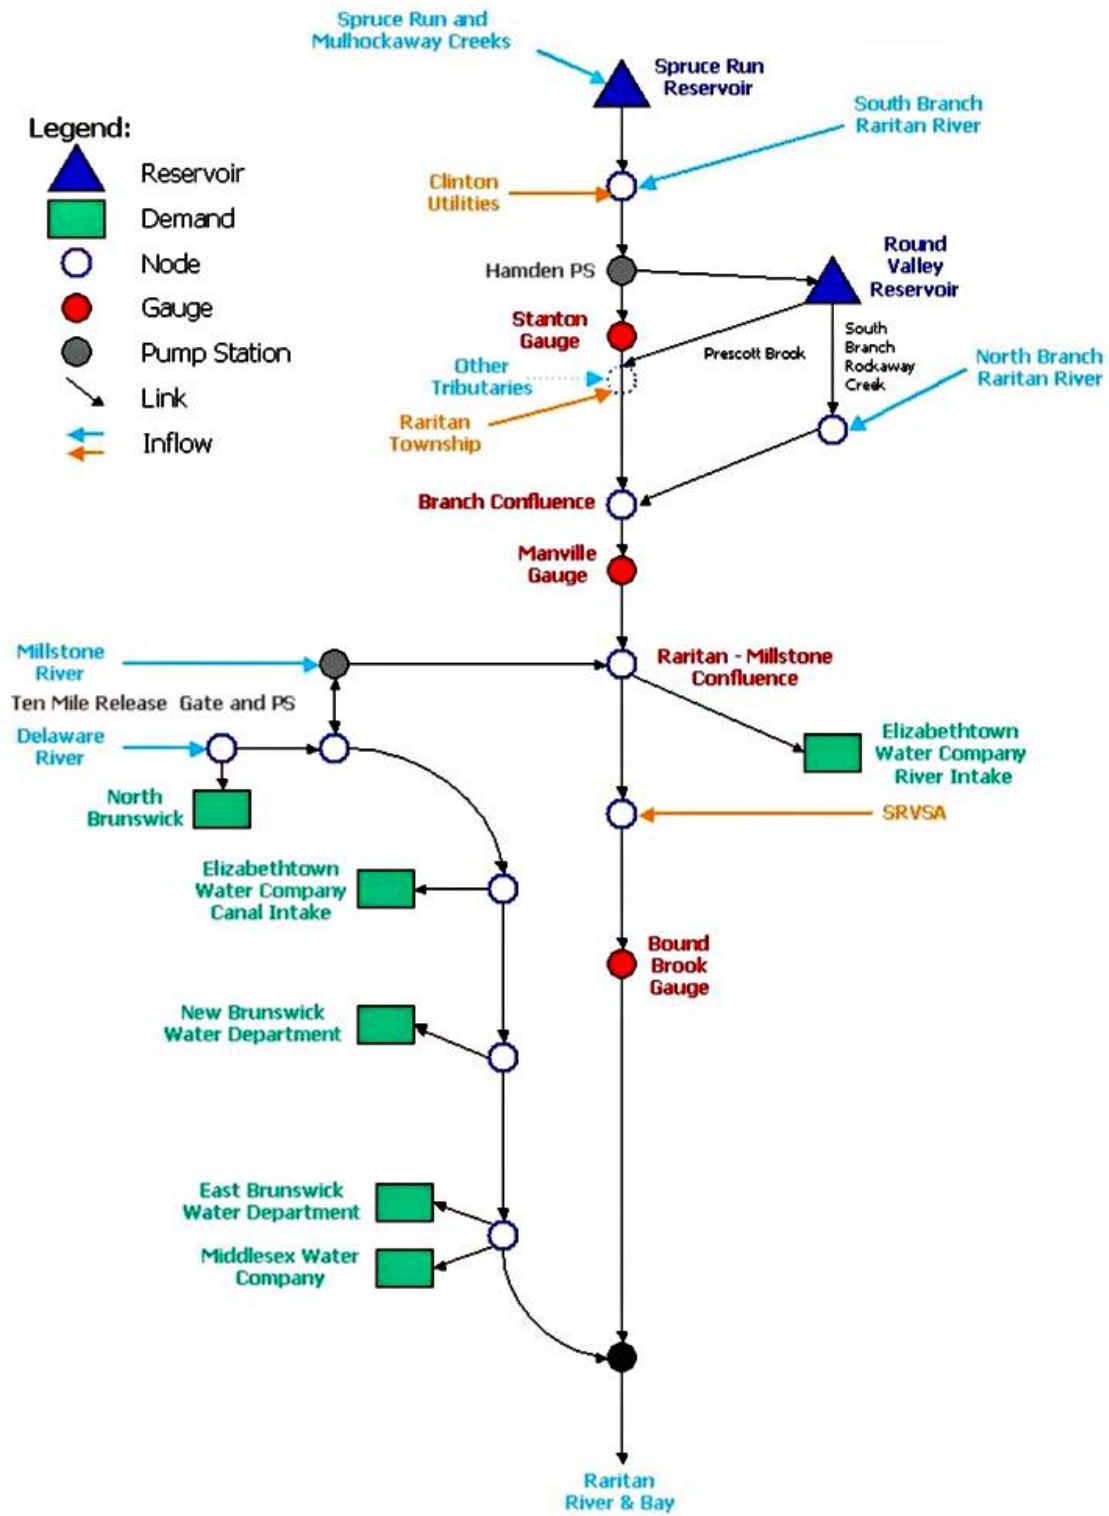 Spruce Run and
Mulhockaway Creeks
Spruce Run
Reservoir
South Branch
Raritan River
Legend:
Reservoir
Demand
Node
Gauge
Pump Station
Link
Inflow
Clinton
Utilities
Hamden PS
Round
Valley
Reservoir
Stanton
Gauge
Prescott Brook
South
Branch
Rockaway
Creek
North Branch
Raritan River
Other
Tributaries
Raritan
Township
Branch Confluence
Manville
Gauge
Millstone
River
Raritan - Millstone
Confluence
Ten Mile Release Gate and PS
Delaware
River
Elizabethtown
Water Company
River Intake
North
Brunswick
SRVSA
Elizabethtown
Water Company
Canal Intake
Bound
Brook
Gauge
New Brunswick
Water Department
East Brunswick
Water Department
Middlesex Water
Company
Raritan
River & Bay